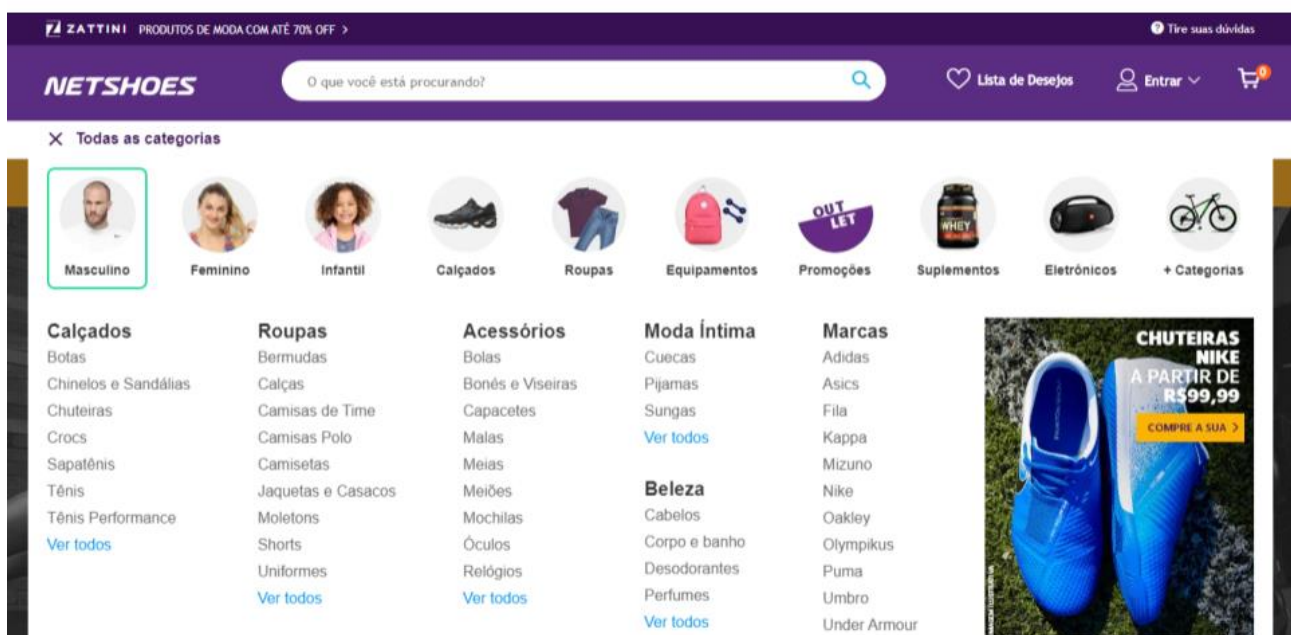 ZATTINI PRODUTOS DE MODA COM ATÉ 70% OFF >
Tire suas dúvidas
NETSHOES
O que você está procurando?
Lista de Desejos
Entrar
0
X Todas as categorias
OUT
LET
WHEY
Masculino
Feminino
Infantil
Calçados
Roupas
Equipamentos
Promoções
Suplementos
Eletrônicos
+ Categorias
Calçados
Botas
Chinelos e Sandálias
Chuteiras
Crocs
Sapatênis
Tênis
Tênis Performance
Ver todos
Roupas
Bermudas
Calças
Camisas de Time
Camisas Polo
Camisetas
Jaquetas e Casacos
Moletons
Shorts
Uniformes
Ver todos
Acessórios
Bolas
Bonés e Viseiras
Capacetes
Malas
Meias
Meiões
Mochilas
Óculos
Relógios
Ver todos
Moda Íntima
Cuecas
Pijamas
Sungas
Ver todos
Beleza
Cabelos
Corpo e banho
Desodorantes
Perfumes
Ver todos
Marcas
Adidas
Asics
Fila
Kappa
Mizuno
Nike
Oakley
Olympikus
Puma
Umbro
Under Armour
CHUTEIRAS
NIKE
A PARTIR DE
R$99,99
COMPRE A SUA >